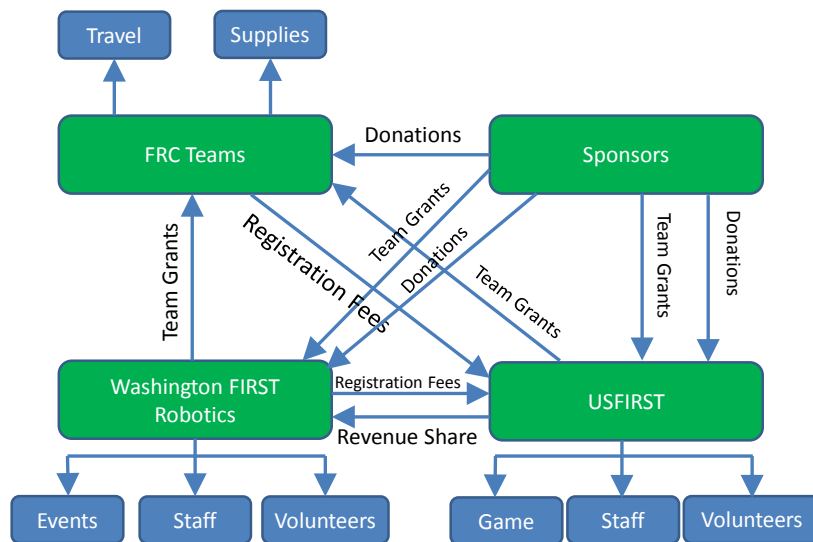 Travel
Supplies
FRC Teams
Donations
Sponsors
Team Grants
Registration Fees
Team Grants
Donations
Team Grants
Team Grants
Donations
Washington FIRST
Robotics
Registration Fees
Revenue Share
USFIRST
Events
Staff
Volunteers
Game
Staff
Volunteers